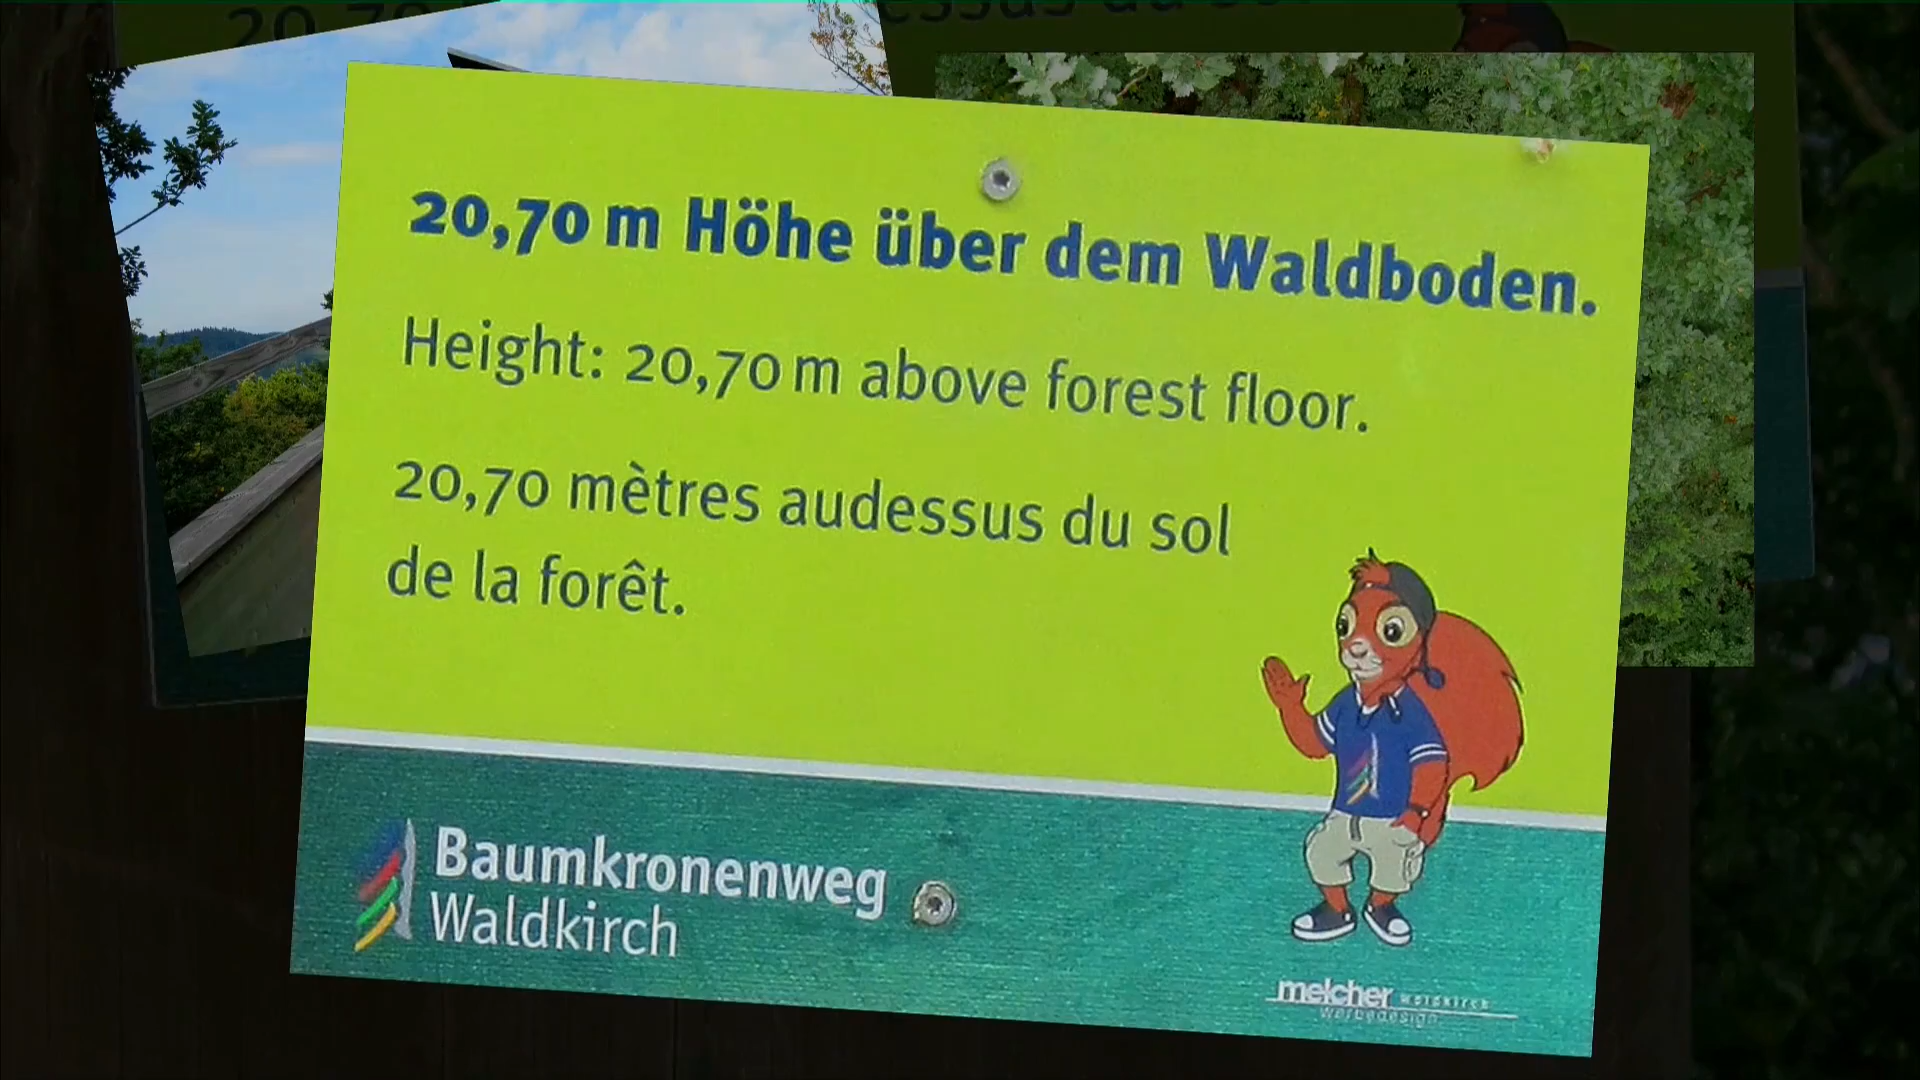 20,70 m Höhe über dem Waldboden.
Height: 20,70 m above forest floor.
20,70 mètres audessus du sol
de la forêt.
Baumkronenweg
Waldkirch
melcher waldkirch
werbedesign